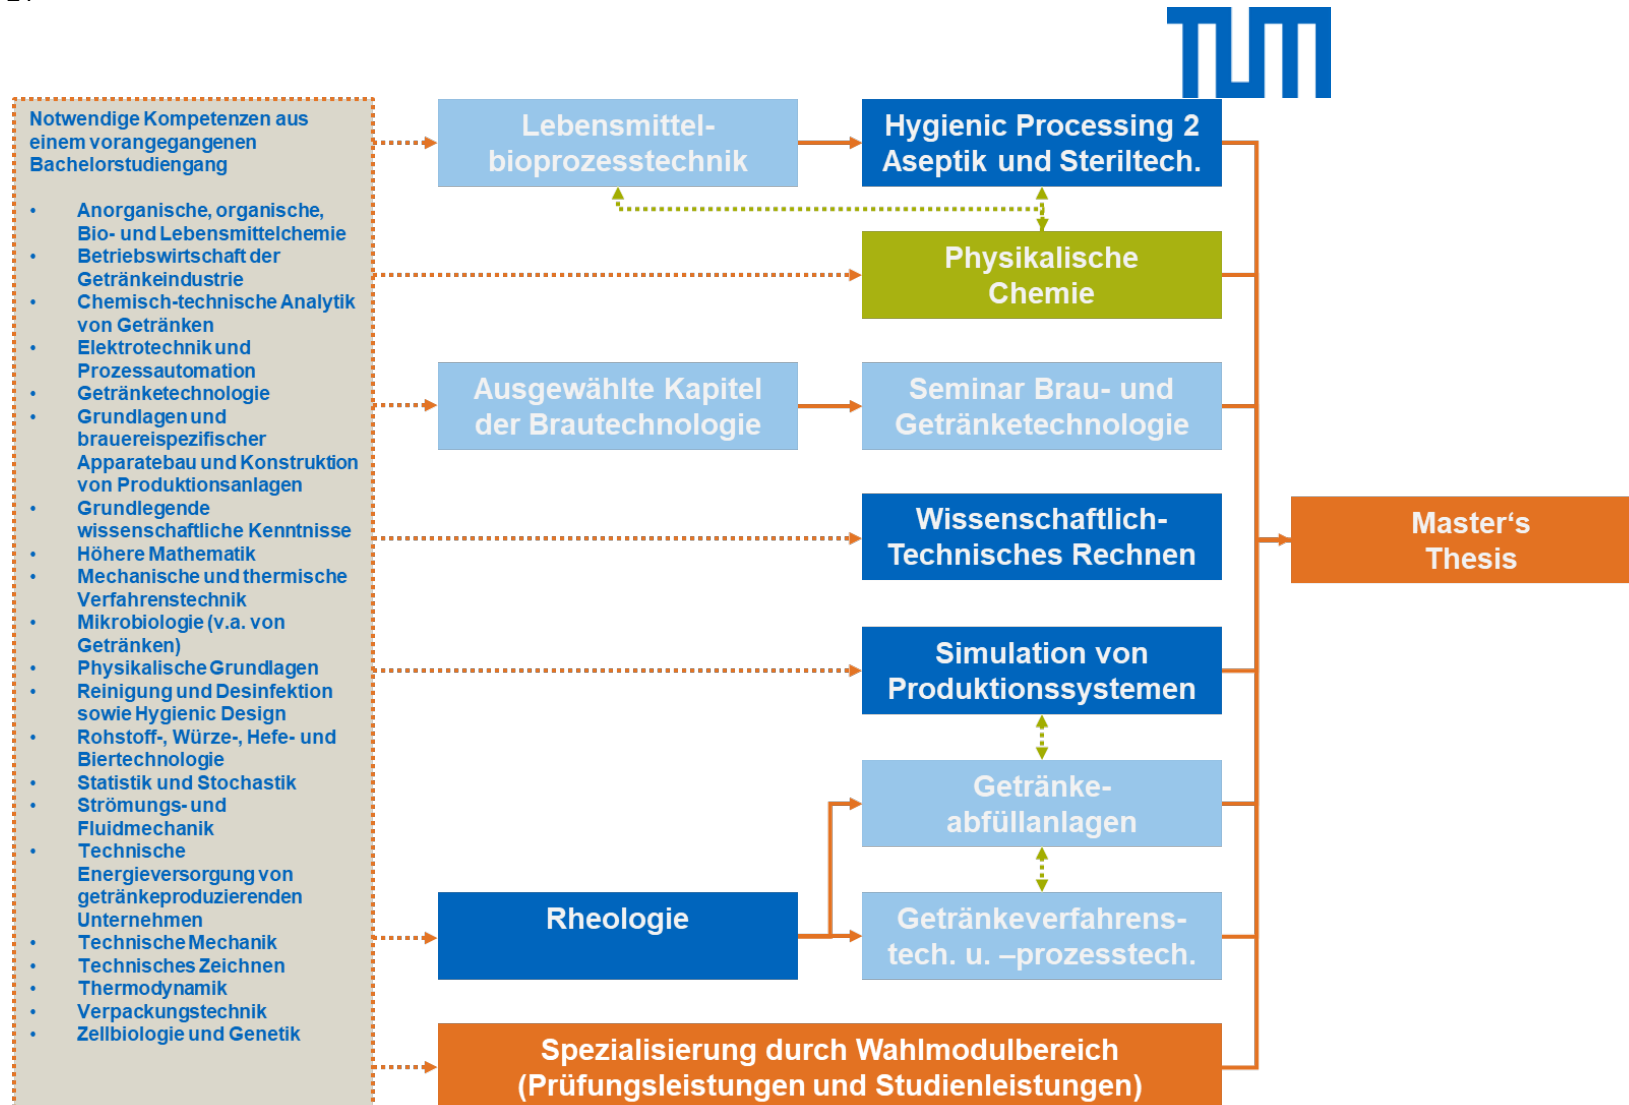 TUM
Notwendige Kompetenzen aus
einem vorangegangenen
Bachelorstudiengang
• Anorganische, organische,
Bio- und Lebensmittelchemie
• Betriebswirtschaft der
Getränkeindustrie
• Chemisch-technische Analytik
von Getränken
• Elektrotechnik und
Prozessautomation
• Getränketechnologie
• Grundlagen und
brauereispezifischer
Apparatebau und Konstruktion
von Produktionsanlagen
• Grundlegende
wissenschaftliche Kenntnisse
• Höhere Mathematik
• Mechanische und thermische
Verfahrenstechnik
• Mikrobiologie (v.a. von
Getränken)
• Physikalische Grundlagen
• Reinigung und Desinfektion
sowie Hygienic Design
• Rohstoff-, Würze-, Hefe- und
Biertechnologie
• Statistik und Stochastik
• Strömungs- und
Fluidmechanik
• Technische
Energieversorgung von
getränkeproduzierenden
Unternehmen
• Technische Mechanik
• Technisches Zeichnen
• Thermodynamik
• Verpackungstechnik
• Zellbiologie und Genetik
Lebensmittel-
bioprozesstechnik
Hygienic Processing 2
Aseptik und Steriltech.
Physikalische
Chemie
Ausgewählte Kapitel
der Brautechnologie
Seminar Brau- und
Getränketechnologie
Wissenschaftlich-
Technisches Rechnen
Simulation von
Produktionssystemen
Getränke-
abfüllanlagen
Rheologie
Getränkeverfahrens-
tech. u. –prozesstech.
Spezialisierung durch Wahlmodulbereich
(Prüfungsleistungen und Studienleistungen)
Master‘s
Thesis